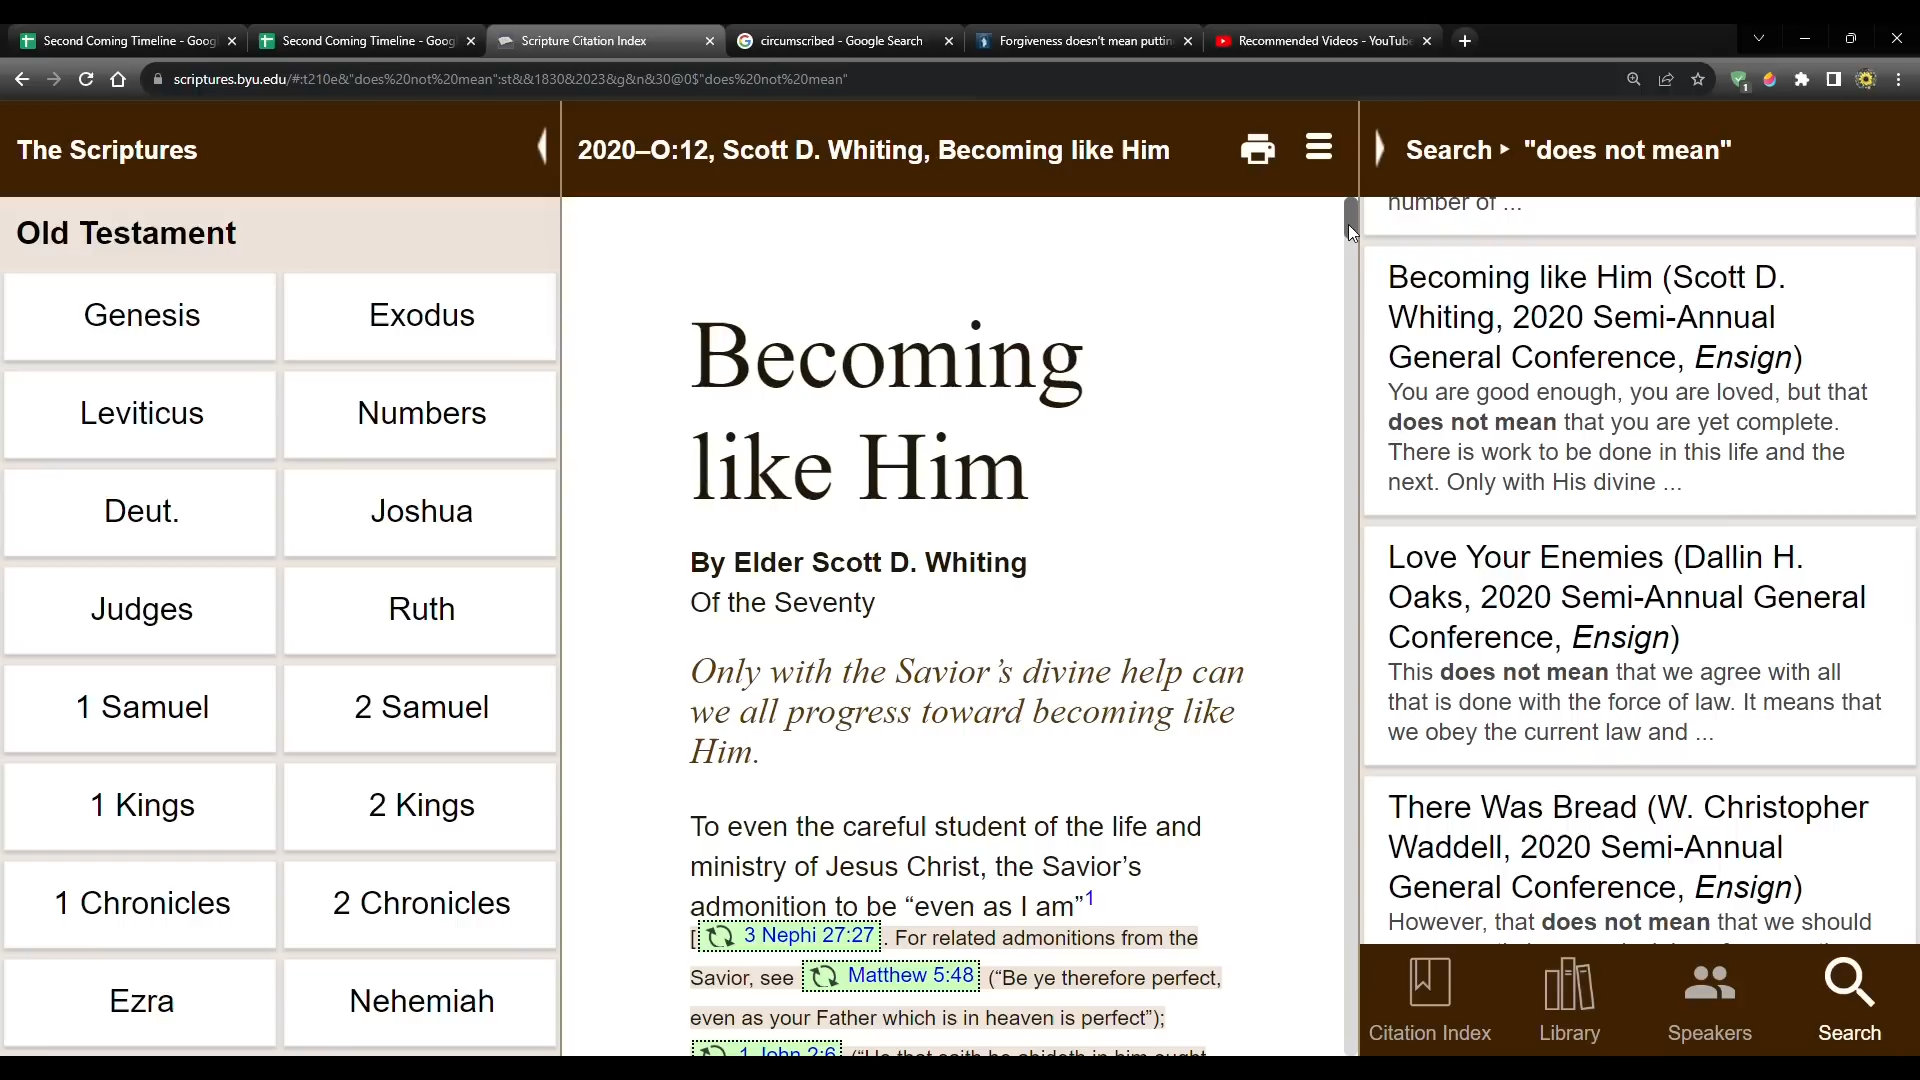 Second Coming Timeline - Goog
Second Coming Timeline - Goog
Scripture Citation Index
circumscribed - Google Search
Forgiveness doesn't mean puttin
Recommended Videos - YouTub
scriptures.byu.edu/#:t210e&"does%20not%20mean":st&&1830&2023&g&n&30@0$"does%20not%20mean"
1
The Scriptures
2020–O:12, Scott D. Whiting, Becoming like Him
Search ▸ "does not mean"
Old Testament
Genesis
Exodus
Leviticus
Numbers
Deut.
Joshua
Judges
Ruth
1 Samuel
2 Samuel
1 Kings
2 Kings
1 Chronicles
2 Chronicles
Ezra
Nehemiah
Becoming
like Him
By Elder Scott D. Whiting
Of the Seventy
Only with the Savior's divine help can
we all progress toward becoming like
Him.
To even the careful student of the life and
ministry of Jesus Christ, the Savior's
admonition to be “even as I am”1
[ 3 Nephi 27:27 . For related admonitions from the
Savior, see Matthew 5:48 (“Be ye therefore perfect,
even as your Father which is in heaven is perfect”);
1 John 2:6 (“He that saith he abideth in him ought
number of ...
Becoming like Him (Scott D.
Whiting, 2020 Semi-Annual
General Conference, Ensign)
You are good enough, you are loved, but that
does not mean that you are yet complete.
There is work to be done in this life and the
next. Only with His divine ...
Love Your Enemies (Dallin H.
Oaks, 2020 Semi-Annual General
Conference, Ensign)
This does not mean that we agree with all
that is done with the force of law. It means that
we obey the current law and ...
There Was Bread (W. Christopher
Waddell, 2020 Semi-Annual
General Conference, Ensign)
However, that does not mean that we should
Citation Index
Library
Speakers
Search